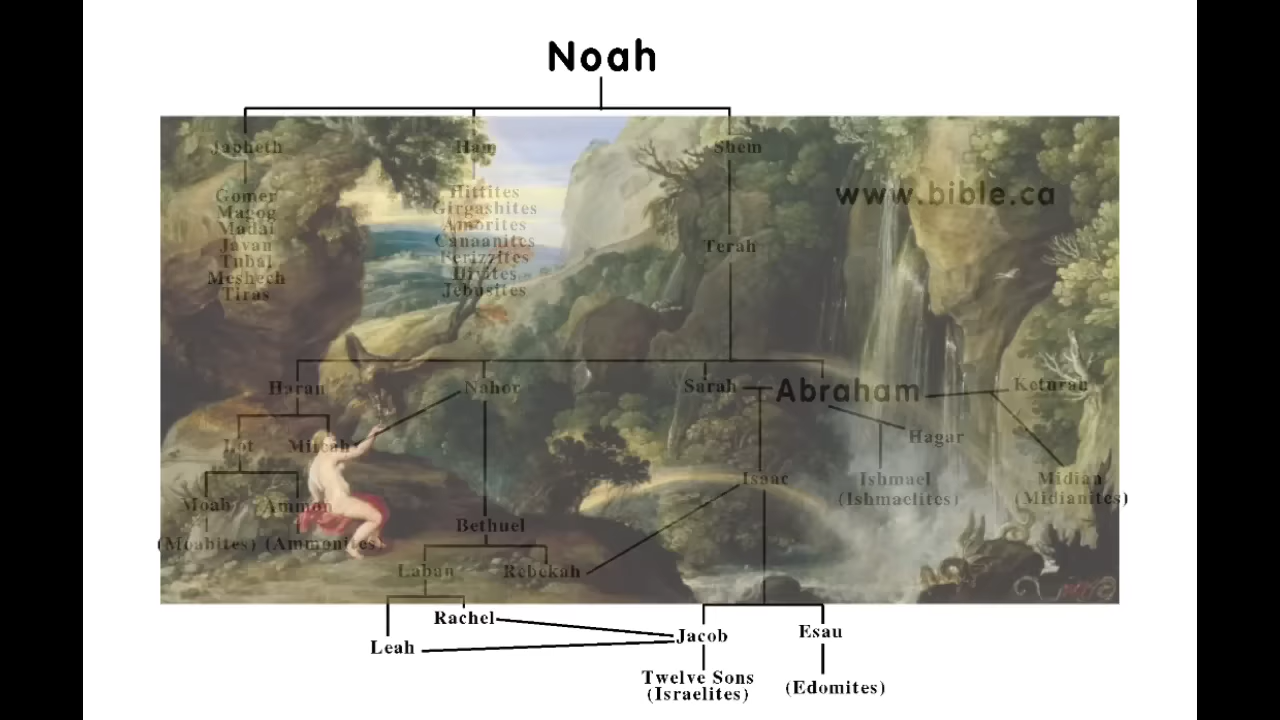 Noah
Japheth
Ham
Shem
Gomer
Magog
Madai
Javan
Tubal
Meshech
Tiras
Hittites
Girgashites
Amorites
Canaanites
Perizzites
Hivites
Jebusites
www.bible.ca
Terah
Haran
Nahor
Sarah
Abraham
Keturah
Lot
Milcah
Hagar
Isaac
Ishmael
(Ishmaelites)
Midian
(Midianites)
Moab
Ammon
(Moabites)
(Ammonites)
Bethuel
Laban
Rebekah
Rachel
Leah
Jacob
Esau
Twelve Sons
(Israelites)
(Edomites)